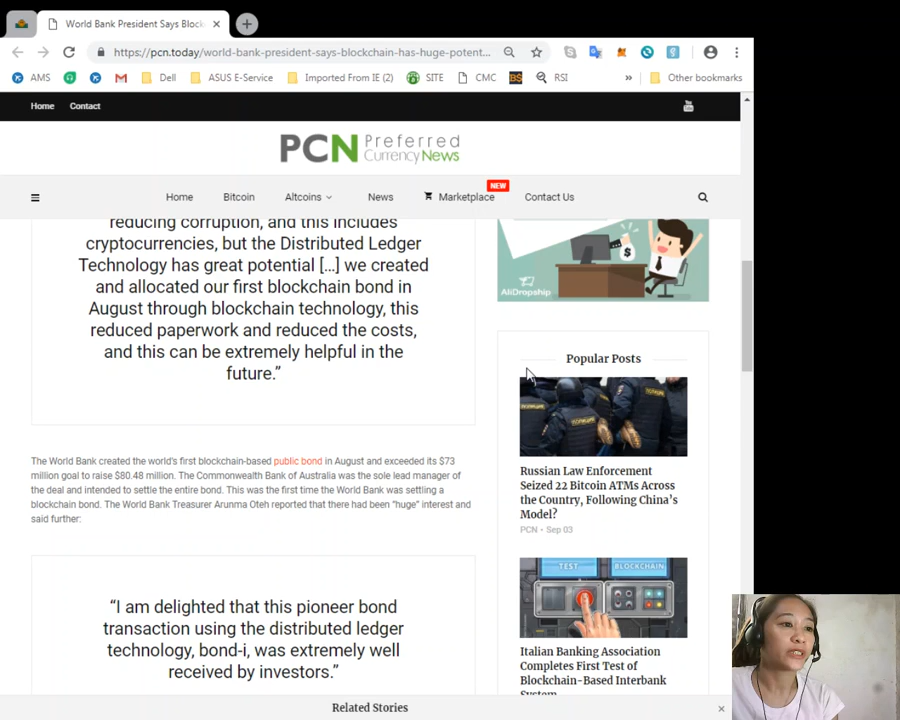 World Bank President Says Block
https://pcn.today/world-bank-president-says-blockchain-has-huge-potent...
AMS
Dell
ASUS E-Service
Imported From IE (2)
SITE
CMC
BS
RSI
»
Other bookmarks
Home
Contact
PCN Preferred
Currency News
Home
Bitcoin
Altcoins
News
Marketplace
NEW
Contact Us
reducing corruption, and this includes
cryptocurrencies, but the Distributed Ledger
Technology has great potential […] we created
and allocated our first blockchain bond in
August through blockchain technology, this
reduced paperwork and reduced the costs,
and this can be extremely helpful in the
future.”
The World Bank created the world's first blockchain-based public bond in August and exceeded its $73
million goal to raise $80.48 million. The Commonwealth Bank of Australia was the sole lead manager of
the deal and intended to settle the entire bond. This was the first time the World Bank was settling a
blockchain bond. The World Bank Treasurer Arunma Oteh reported that there had been “huge” interest and
said further:
“I am delighted that this pioneer bond
transaction using the distributed ledger
technology, bond-i, was extremely well
received by investors.”
$
AliDropship
Popular Posts
Russian Law Enforcement
Seized 22 Bitcoin ATMs Across
the Country, Following China's
Model?
PCN • Sep 03
TEST
BLOCKCHAIN
Italian Banking Association
Completes First Test of
Blockchain-Based Interbank
System
Related Stories